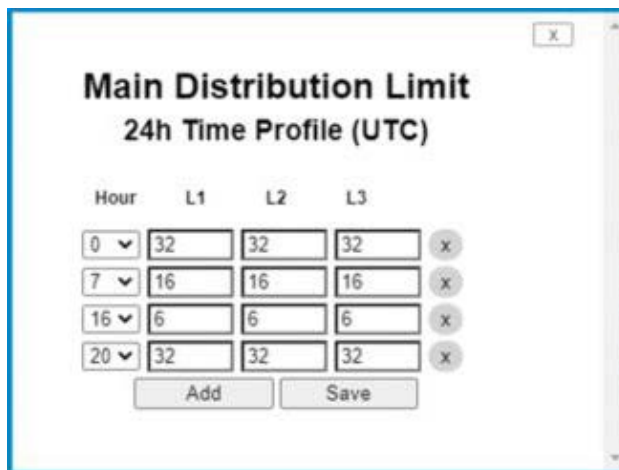 x
Main Distribution Limit
24h Time Profile (UTC)
Hour L1 L2 L3
0 32 32 32 x
7 16 16 16 x
16 6 6 6 x
20 32 32 32 x
Add Save